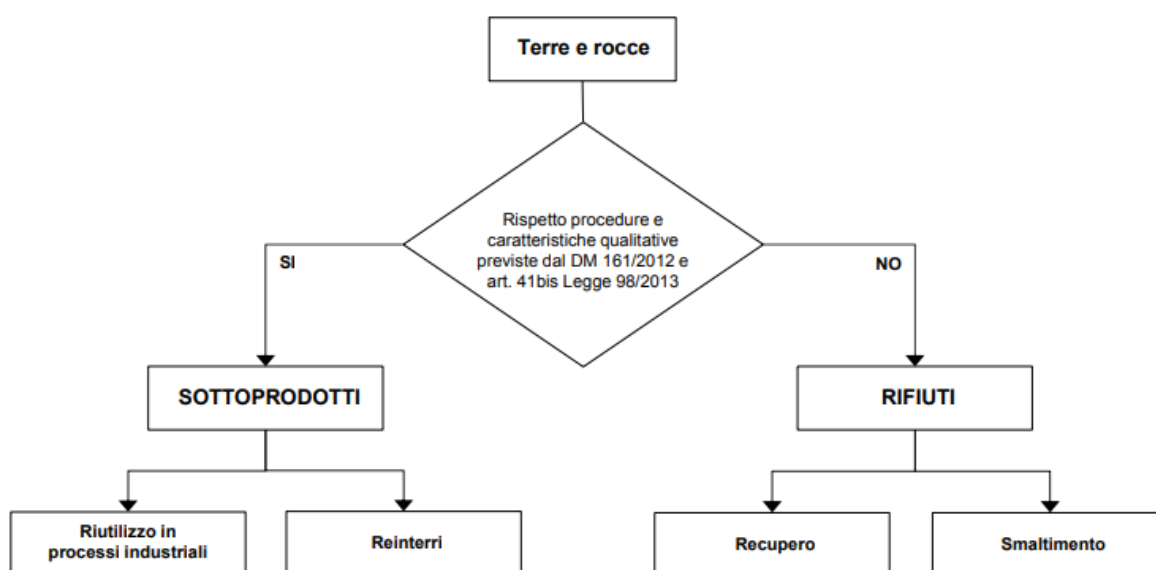 Terre e rocce
Rispetto procedure e
caratteristiche qualitative
previste dal DM 161/2012 e
art. 41bis Legge 98/2013
SI
NO
SOTTOPRODOTTI
RIFIUTI
Riutilizzo in
processi industriali
Reinterri
Recupero
Smaltimento